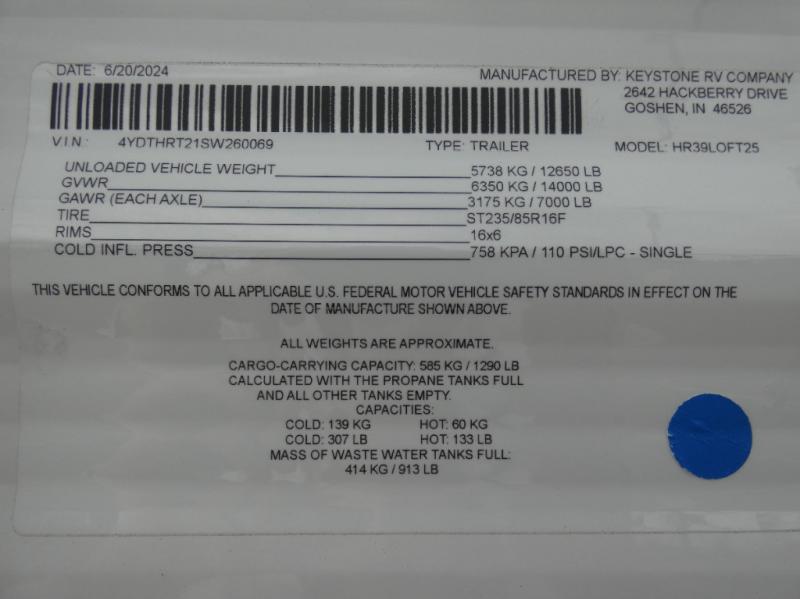 DATE: 6/20/2024
MANUFACTURED BY: KEYSTONE RV COMPANY
2642 HACKBERRY DRIVE
GOSHEN, IN 46526
VIN: 4YDTHRT21SW260069 TYPE: TRAILER MODEL: HR39LOFT25
UNLOADED VEHICLE WEIGHT 5738 KG / 12650 LB
GVWR 6350 KG / 14000 LB
GAWR (EACH AXLE) 3175 KG / 7000 LB
TIRE ST235/85R16F
RIMS 16x6
COLD INFL. PRESS 758 KPA / 110 PSI/LPC - SINGLE
THIS VEHICLE CONFORMS TO ALL APPLICABLE U.S. FEDERAL MOTOR VEHICLE SAFETY STANDARDS IN EFFECT ON THE
DATE OF MANUFACTURE SHOWN ABOVE.
ALL WEIGHTS ARE APPROXIMATE.
CARGO-CARRYING CAPACITY: 585 KG / 1290 LB
CALCULATED WITH THE PROPANE TANKS FULL
AND ALL OTHER TANKS EMPTY.
CAPACITIES:
COLD: 139 KG HOT: 60 KG
COLD: 307 LB HOT: 133 LB
MASS OF WASTE WATER TANKS FULL:
414 KG / 913 LB